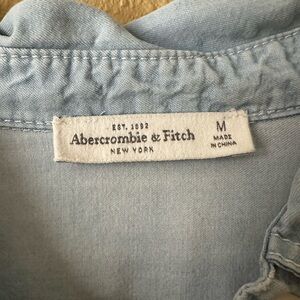 EST. 1892
Abercrombie & Fitch
NEW YORK
M
MADE
IN CHINA